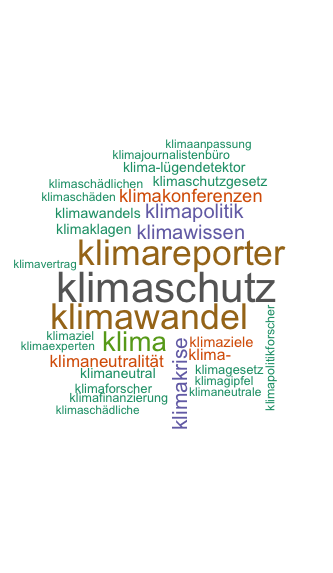 klimaanpassung
klimajournalistenbüro
klima-lügendetektor
klimaschädlichen klimaschutzgesetz
klimaschäden klimakonferenzen
klimawandels klimapolitik
klimaklagen klimawissen
klimareporter
klimavertrag
klimaschutz
klimawandel
klimaziel klima klimaziele
klimaexperten klima-
klimaneutralität
klimakrise
klimapolitikforscher
klimaneutral klimagesetz
klimagipfel
klimaforscher klimaneutrale
klimafinanzierung
klimaschädliche